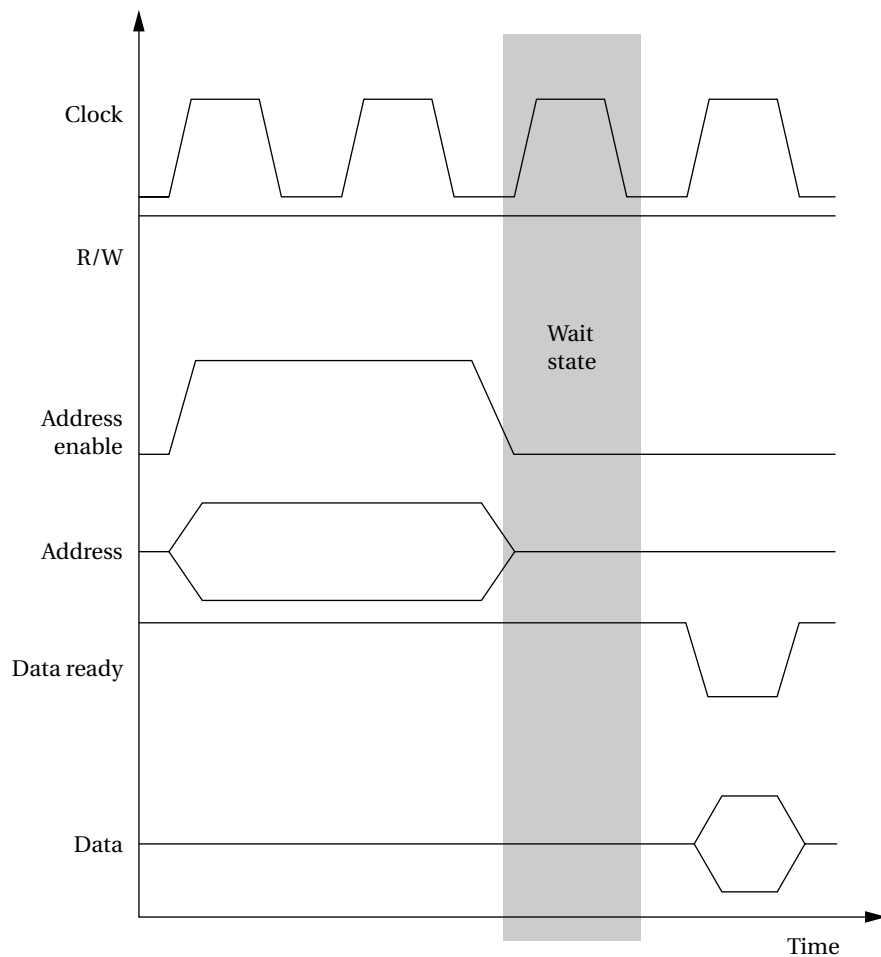 Clock
R/W
Wait
state
Address
enable
Address
Data ready
Data
Time